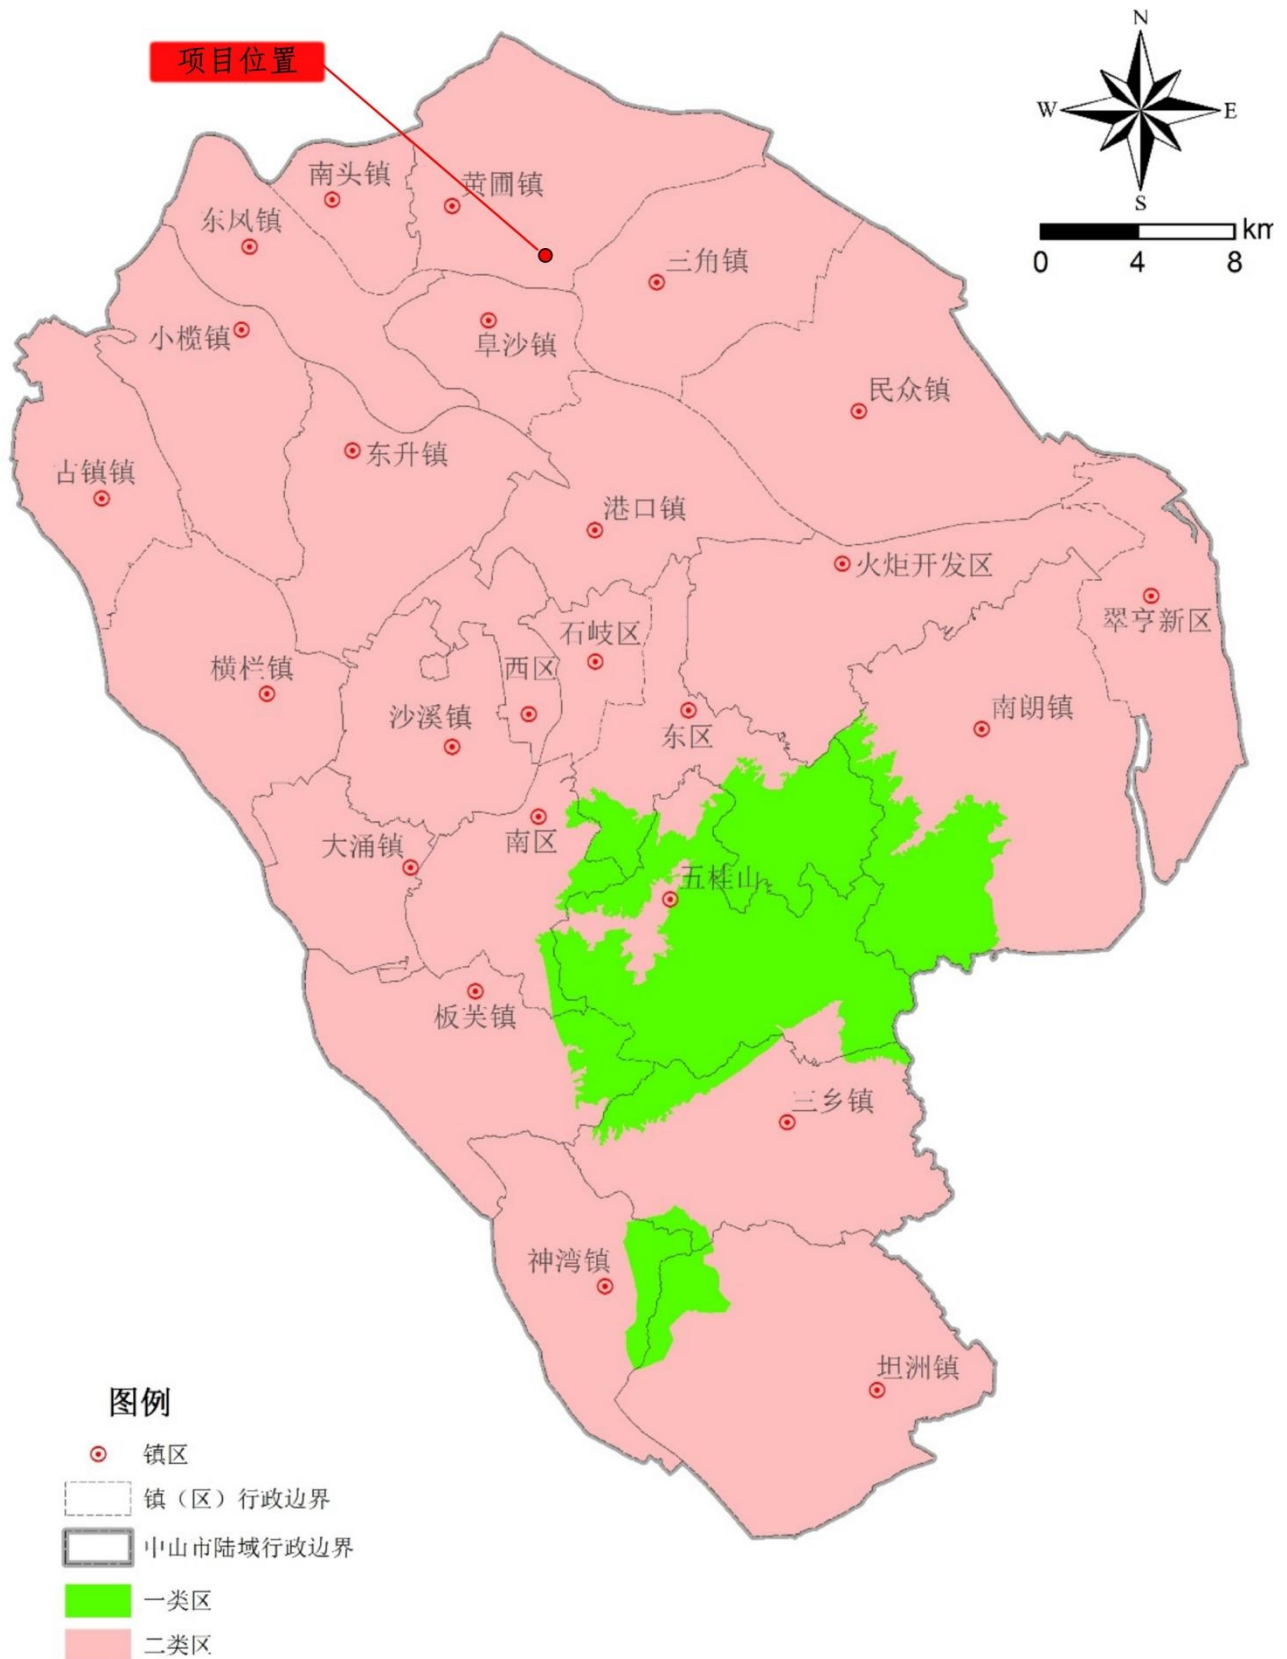 N
项目位置
W
E
S
南头镇
黄圃镇
东凤镇
km
三角镇
0
4
8
小榄镇
阜沙镇
民众镇
东升镇
古镇镇
港口镇
火炬开发区
翠亨新区
石岐区
西区
横栏镇
南朗镇
沙溪镇
东区
南区
大涌镇
五桂山
板芙镇
三乡镇
神湾镇
坦洲镇
图例
镇区
镇（区）行政边界
中山市陆域行政边界
一类区
二类区